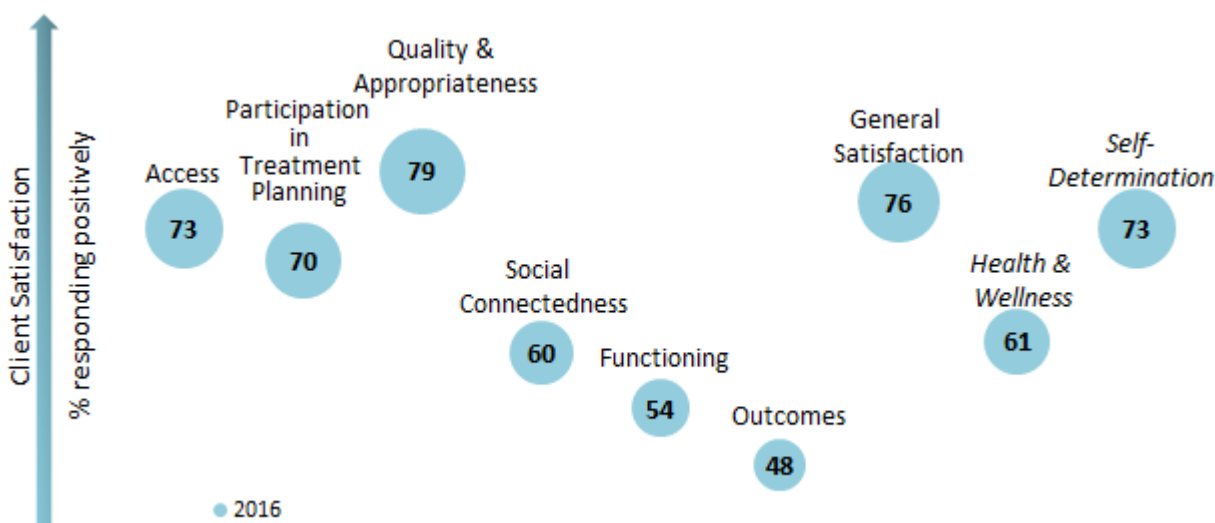 Client Satisfaction
% responding positively
Access
73
Participation
in
Treatment
Planning
70
Quality &
Appropriateness
79
Social
Connectedness
60
Functioning
54
Outcomes
48
General
Satisfaction
76
Health &
Wellness
61
Self-
Determination
73
2016